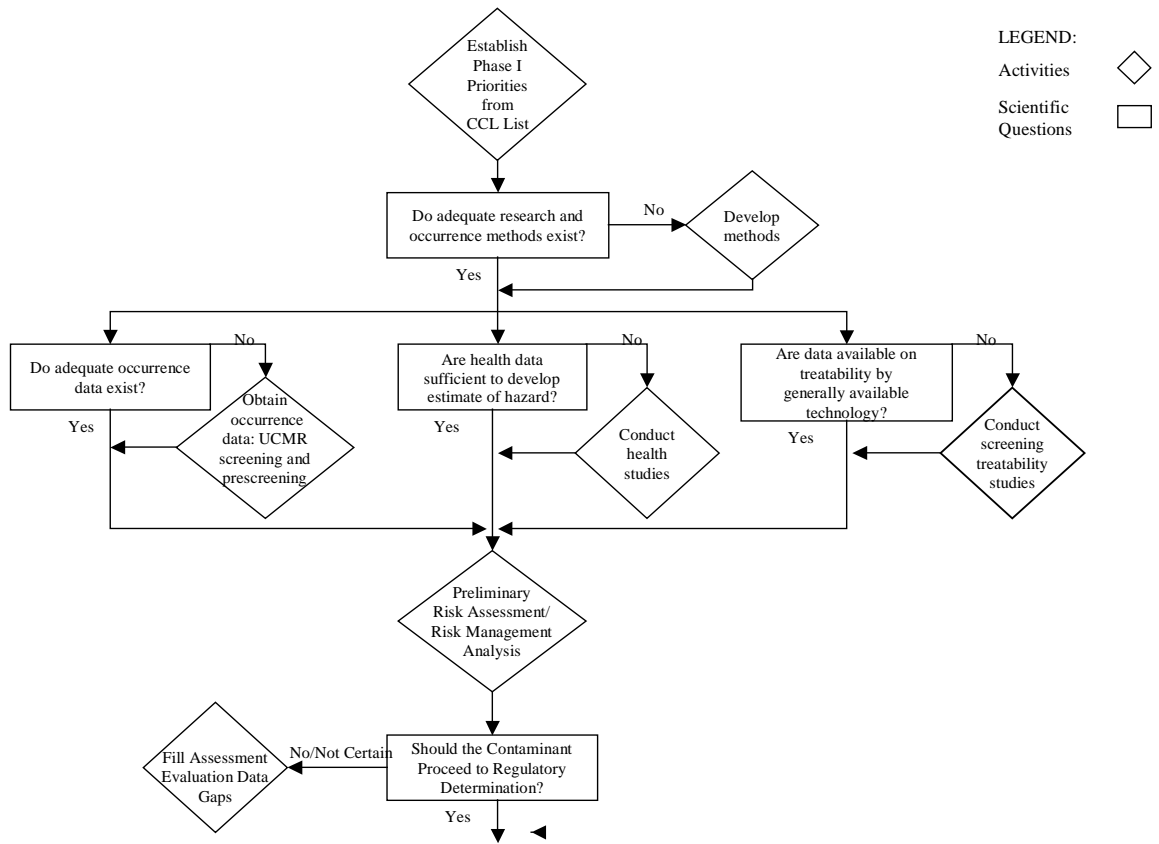 Establish
Phase I
Priorities
from
CCL List
LEGEND:
Activities
Scientific
Questions
Do adequate research and
occurrence methods exist?
No
Develop
methods
Yes
Do adequate occurrence
data exist?
No
Obtain
occurrence
data: UCMR
screening and
prescreening
Yes
Are health data
sufficient to develop
estimate of hazard?
No
Conduct
health
studies
Yes
Are data available on
treatability by
generally available
technology?
No
Conduct
screening
treatability
studies
Yes
Preliminary
Risk Assessment/
Risk Management
Analysis
Should the Contaminant
Proceed to Regulatory
Determination?
No/Not Certain
Fill Assessment
Evaluation Data
Gaps
Yes